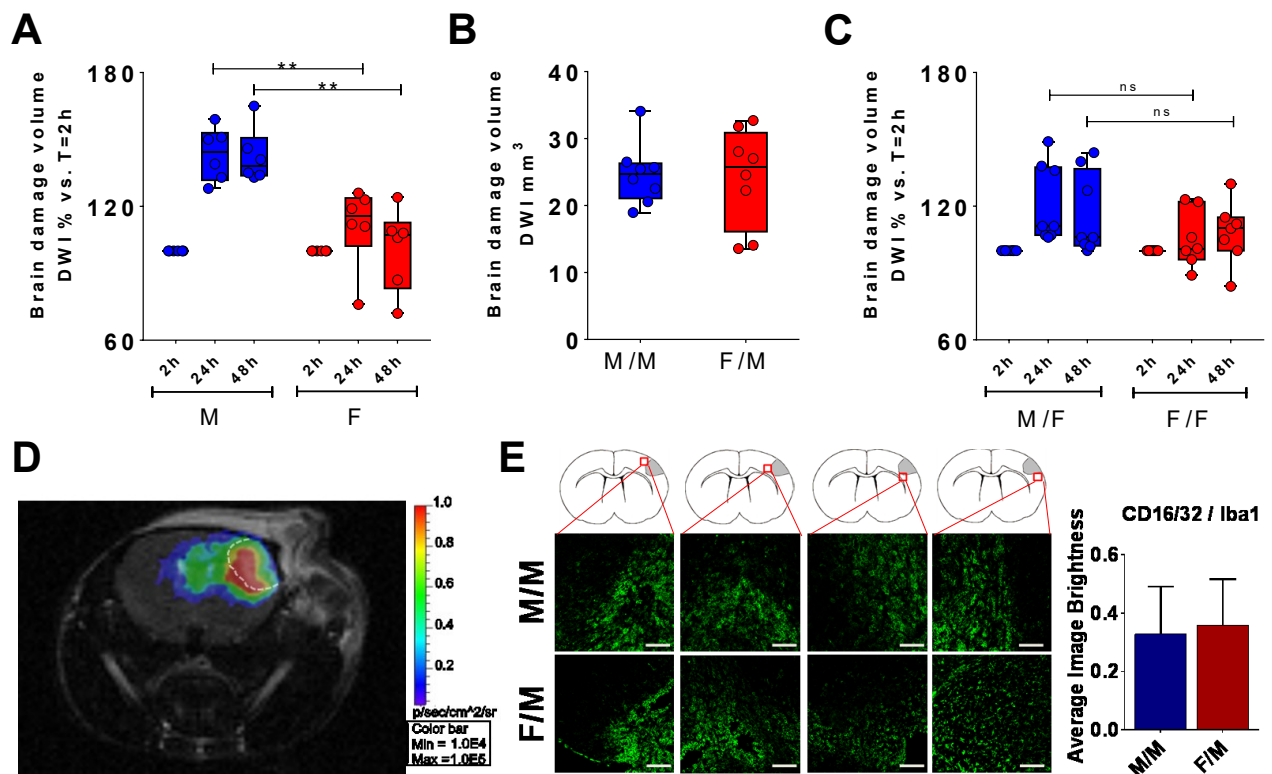 A
Brain damage volume
DWI % vs. T=2h
180
120
60
**
**
2h
24h
48h
2h
24h
48h
M
F
B
Brain damage volume
DWI mm3
40
30
20
10
0
M/M
F/M
C
Brain damage volume
DWI % vs. T=2h
180
120
60
ns
ns
2h
24h
48h
2h
24h
48h
M/F
F/F
D
1.0
0.8
0.6
0.4
0.2
p/sec/cm^2/sr
Color bar
Min = 1.0E4
Max =1.0E5
E
M/M
F/M
CD16/32 / Iba1
Average Image Brightness
0.6
0.4
0.2
0.0
M/M
F/M